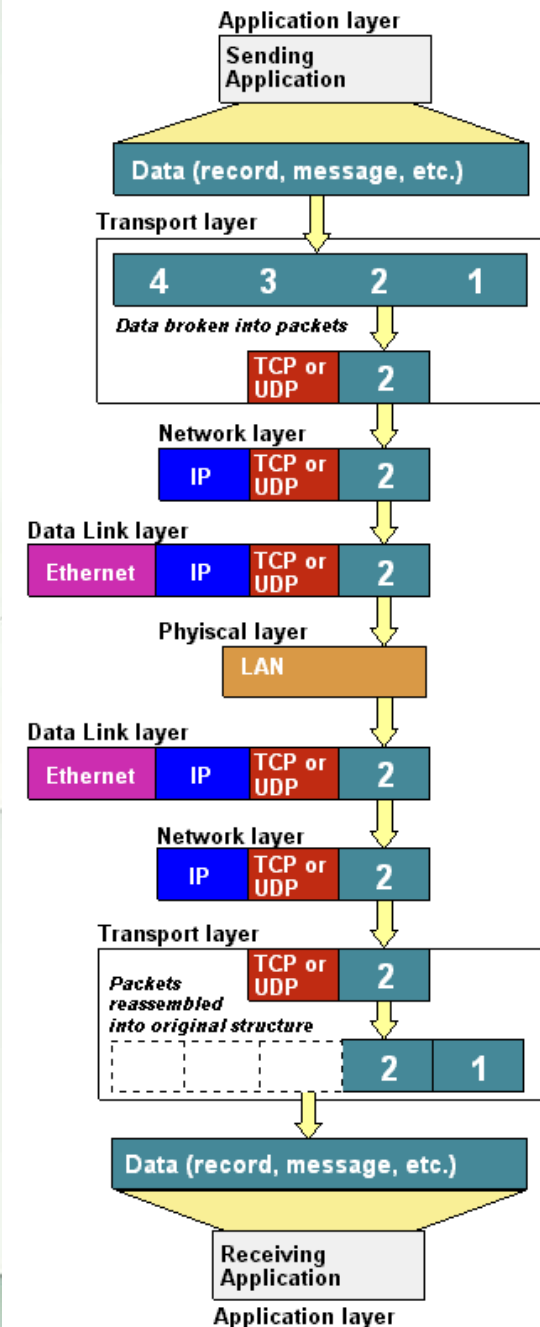 Application layer
Sending
Application
Data (record, message, etc.)
Transport layer
4 3 2 1
Data broken into packets
TCP or
UDP
2
Network layer
IP
TCP or
UDP
2
Data Link layer
Ethernet
IP
TCP or
UDP
2
Phyiscal layer
LAN
Data Link layer
Ethernet
IP
TCP or
UDP
2
Network layer
IP
TCP or
UDP
2
Transport layer
TCP or
UDP
2
Packets
reassembled
into original structure
2 1
Data (record, message, etc.)
Receiving
Application
Application layer